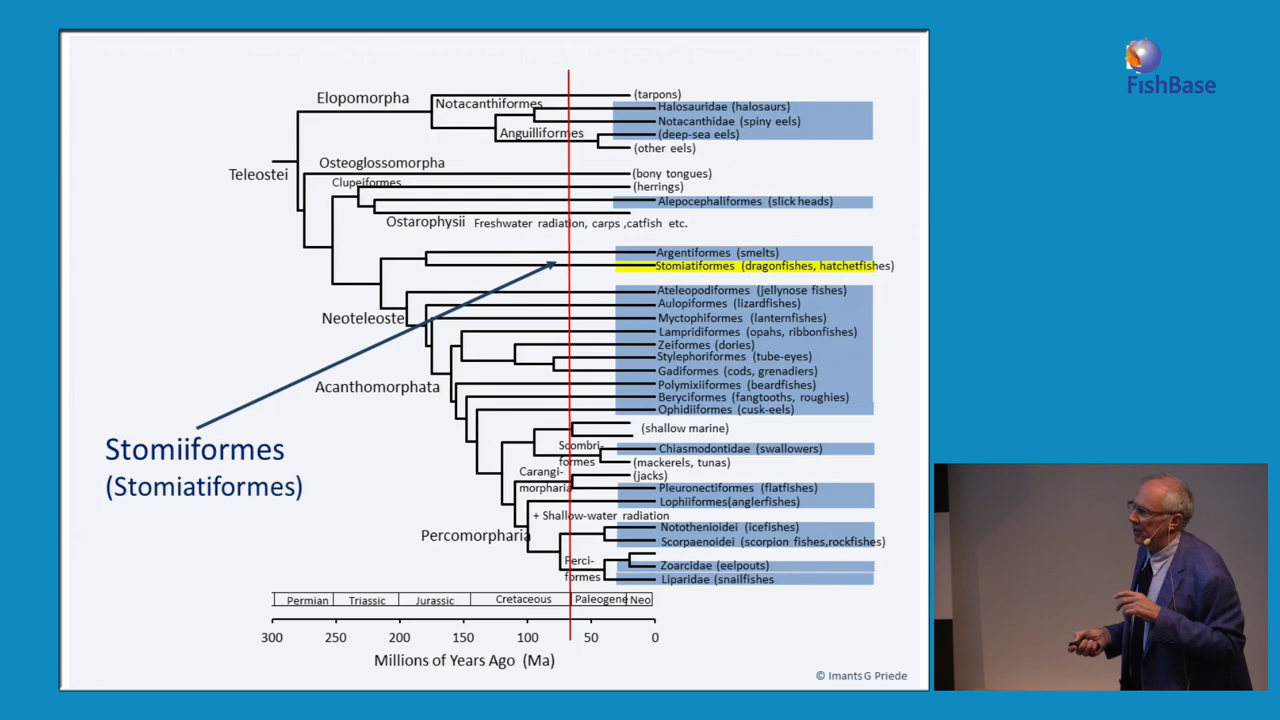 FishBase
Elopomorpha
Notacanthiformes
(tarpons)
Halosauridae (halosaurs)
Notacanthidae (spiny eels)
Anguilliformes
(deep-sea eels)
(other eels)
Teleostei
Osteoglossomorpha
(bony tongues)
Clupeiformes
(herrings)
Alepocephaliformes (slick heads)
Ostarophysii Freshwater radiation, carps ,catfish etc.
Argentiformes (smelts)
Stomiatiformes (dragonfishes, hatchetfishes)
Ateleopodiformes (jellynose fishes)
Aulopiformes (lizardfishes)
Neoteleoste
Myctophiformes (lanternfishes)
Lampridiformes (opahs, ribbonfishes)
Zeiformes (dories)
Stylephoriformes (tube-eyes)
Gadiformes (cods, grenadiers)
Acanthomorphata
Polymixiiformes (beardfishes)
Beryciformes (fangtooths, roughies)
Ophidiiformes (cusk-eels)
(shallow marine)
Stomiiformes
(Stomiatiformes)
Scombri-
formes
Chiasmodontidae (swallowers)
(mackerels, tunas)
Carangi-
morpharia
(jacks)
Pleuronectiformes (flatfishes)
Lophiiformes(anglerfishes)
+ Shallow-water radiation
Percomorpharia
Notothenioidei (icefishes)
Scorpaenoidei (scorpion fishes,rockfishes)
Perci-
formes
Zoarcidae (eelpouts)
Liparidae (snailfishes
Permian Triassic Jurassic Cretaceous Paleogene Neo
300 250 200 150 100 50 0
Millions of Years Ago (Ma)
© Imants G Priede